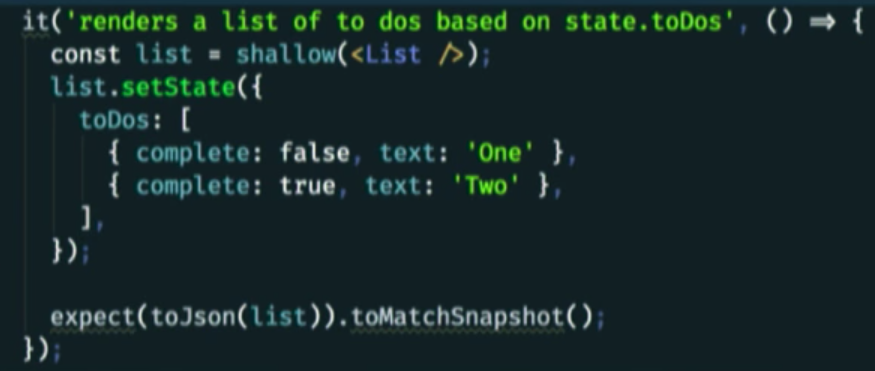 it('renders a list of to dos based on state.toDos', () => {
  const list = shallow(<List />);
  list.setState({
    toDos: [
      { complete: false, text: 'One' },
      { complete: true, text: 'Two' },
    ],
  });

  expect(toJson(list)).toMatchSnapshot();
});